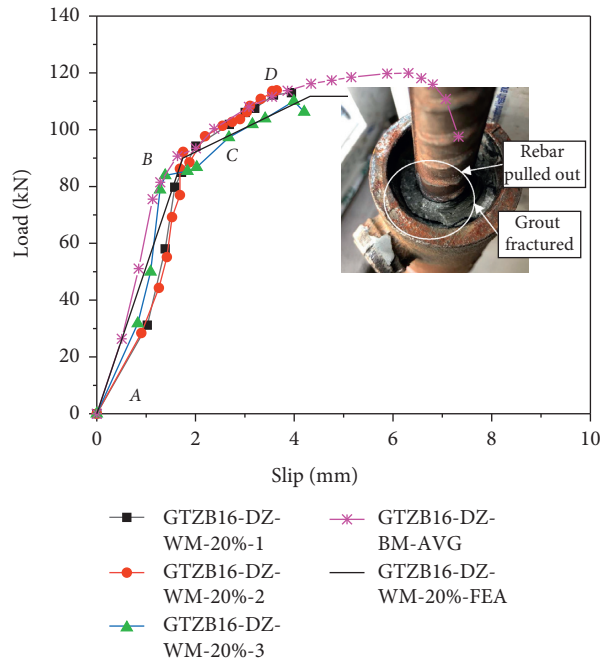 140
120
100
80
60
40
20
0
Load (kN)
A
B
C
D
Rebar
pulled out
Grout
fractured
0
2
4
6
8
10
Slip (mm)
GTZB16-DZ-
WM-20%-1
GTZB16-DZ-
WM-20%-2
GTZB16-DZ-
WM-20%-3
GTZB16-DZ-
BM-AVG
GTZB16-DZ-
WM-20%-FEA